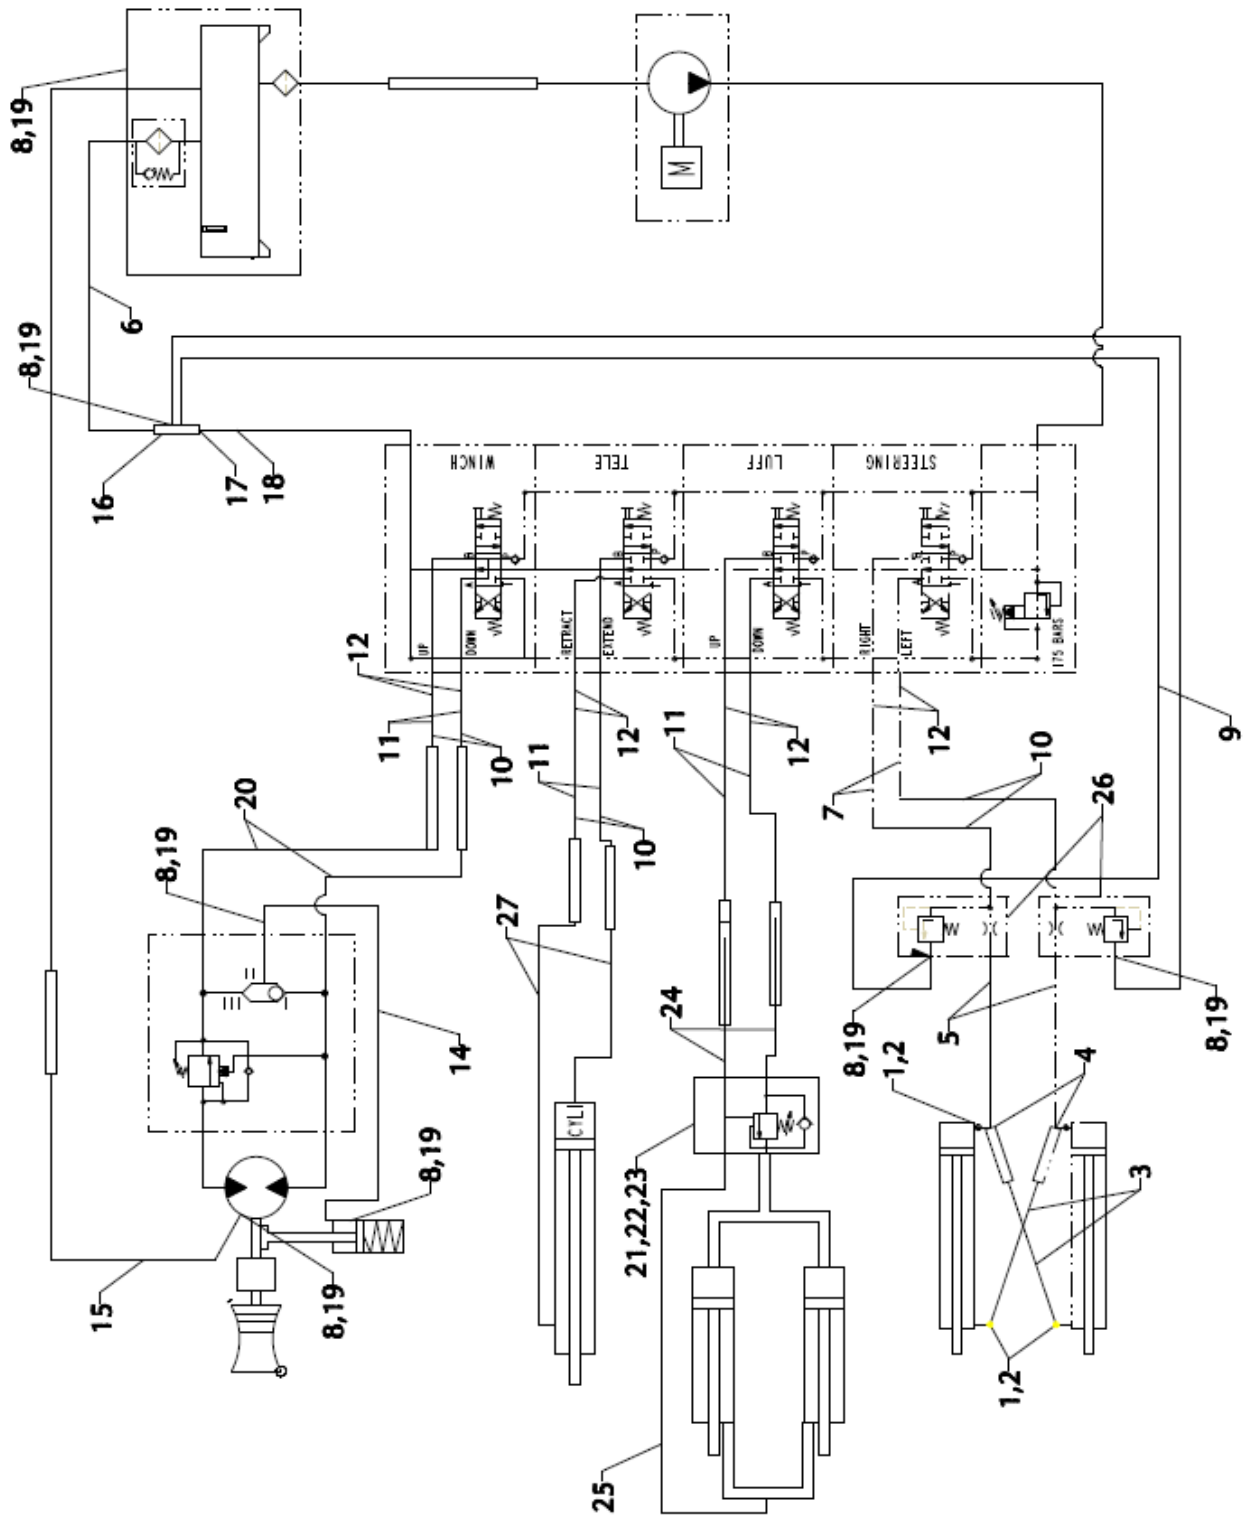 8,19
6
8,19
16
17
18
M
WINCH
TELE
LUFF
STEERING
UP
DOWN
RETRACT
EXTEND
UP
DOWN
RIGHT
LEFT
175 BARS
A
B
P
A
B
P
A
B
P
A
B
P
12
11
10
12
11
10
11
12
12
7
10
9
20
8,19
26
27
24
14
8,19
5
8,19
1,2
4
3
1,2
15
8,19
8,19
CYLI
21,22,23
25
II
III
I